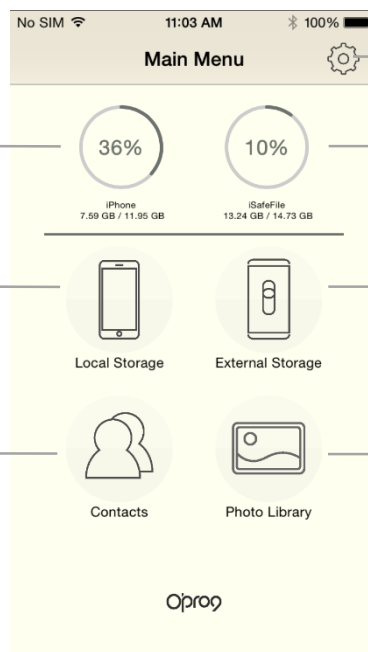 No SIM 11:03 AM 100%
Main Menu
36% 10%
iPhone iSafeFile
7.59 GB / 11.95 GB 13.24 GB / 14.73 GB
Local Storage External Storage
Contacts Photo Library
O'pro9